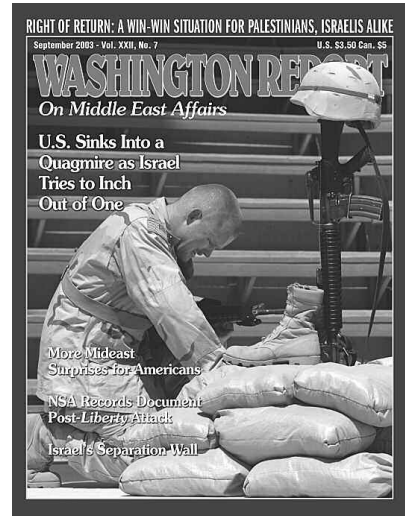 RIGHT OF RETURN: A WIN-WIN SITUATION FOR PALESTINIANS, ISRAELIS ALIKE
September 2003 - Vol. XXII, No. 7
U.S. $3.50 Can. $5
WASHINGTON REPORT
On Middle East Affairs
U.S. Sinks Into a
Quagmire as Israel
Tries to Inch
Out of One
More Mideast
Surprises for Americans
NSA Records Document
Post-Liberty Attack
Israel's Separation Wall